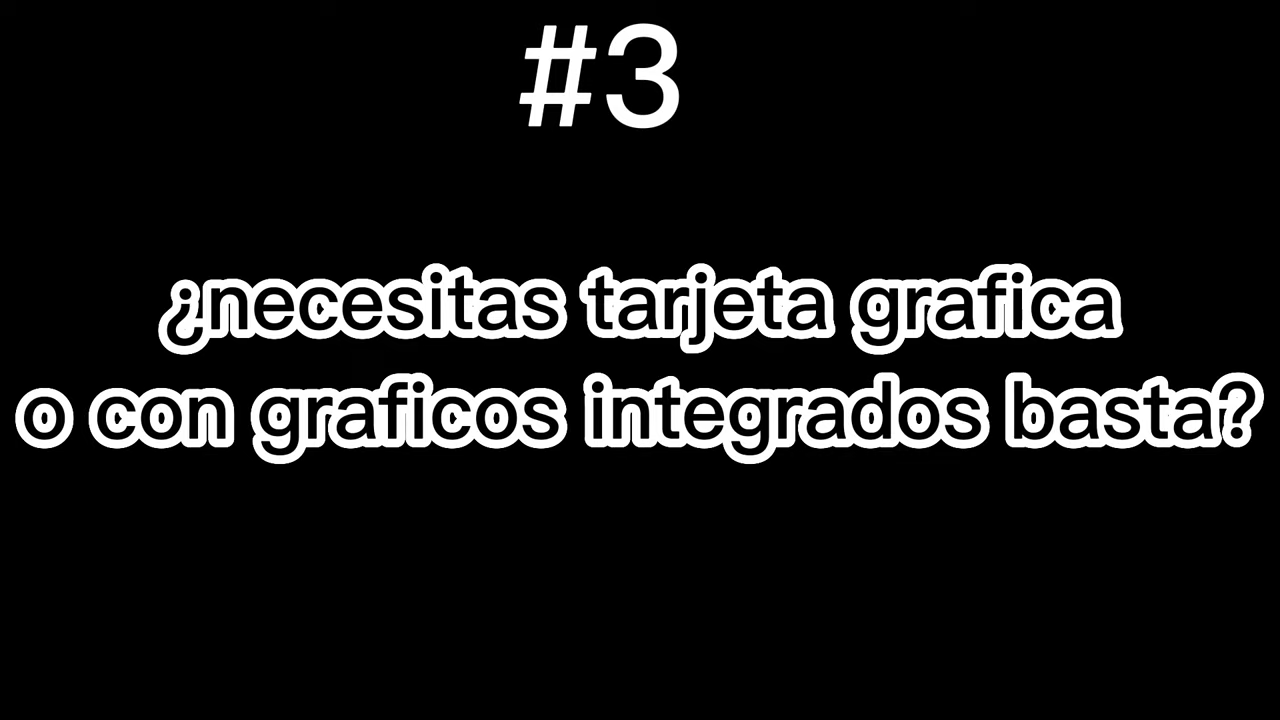 #3
¿necesitas tarjeta grafica
o con graficos integrados basta?